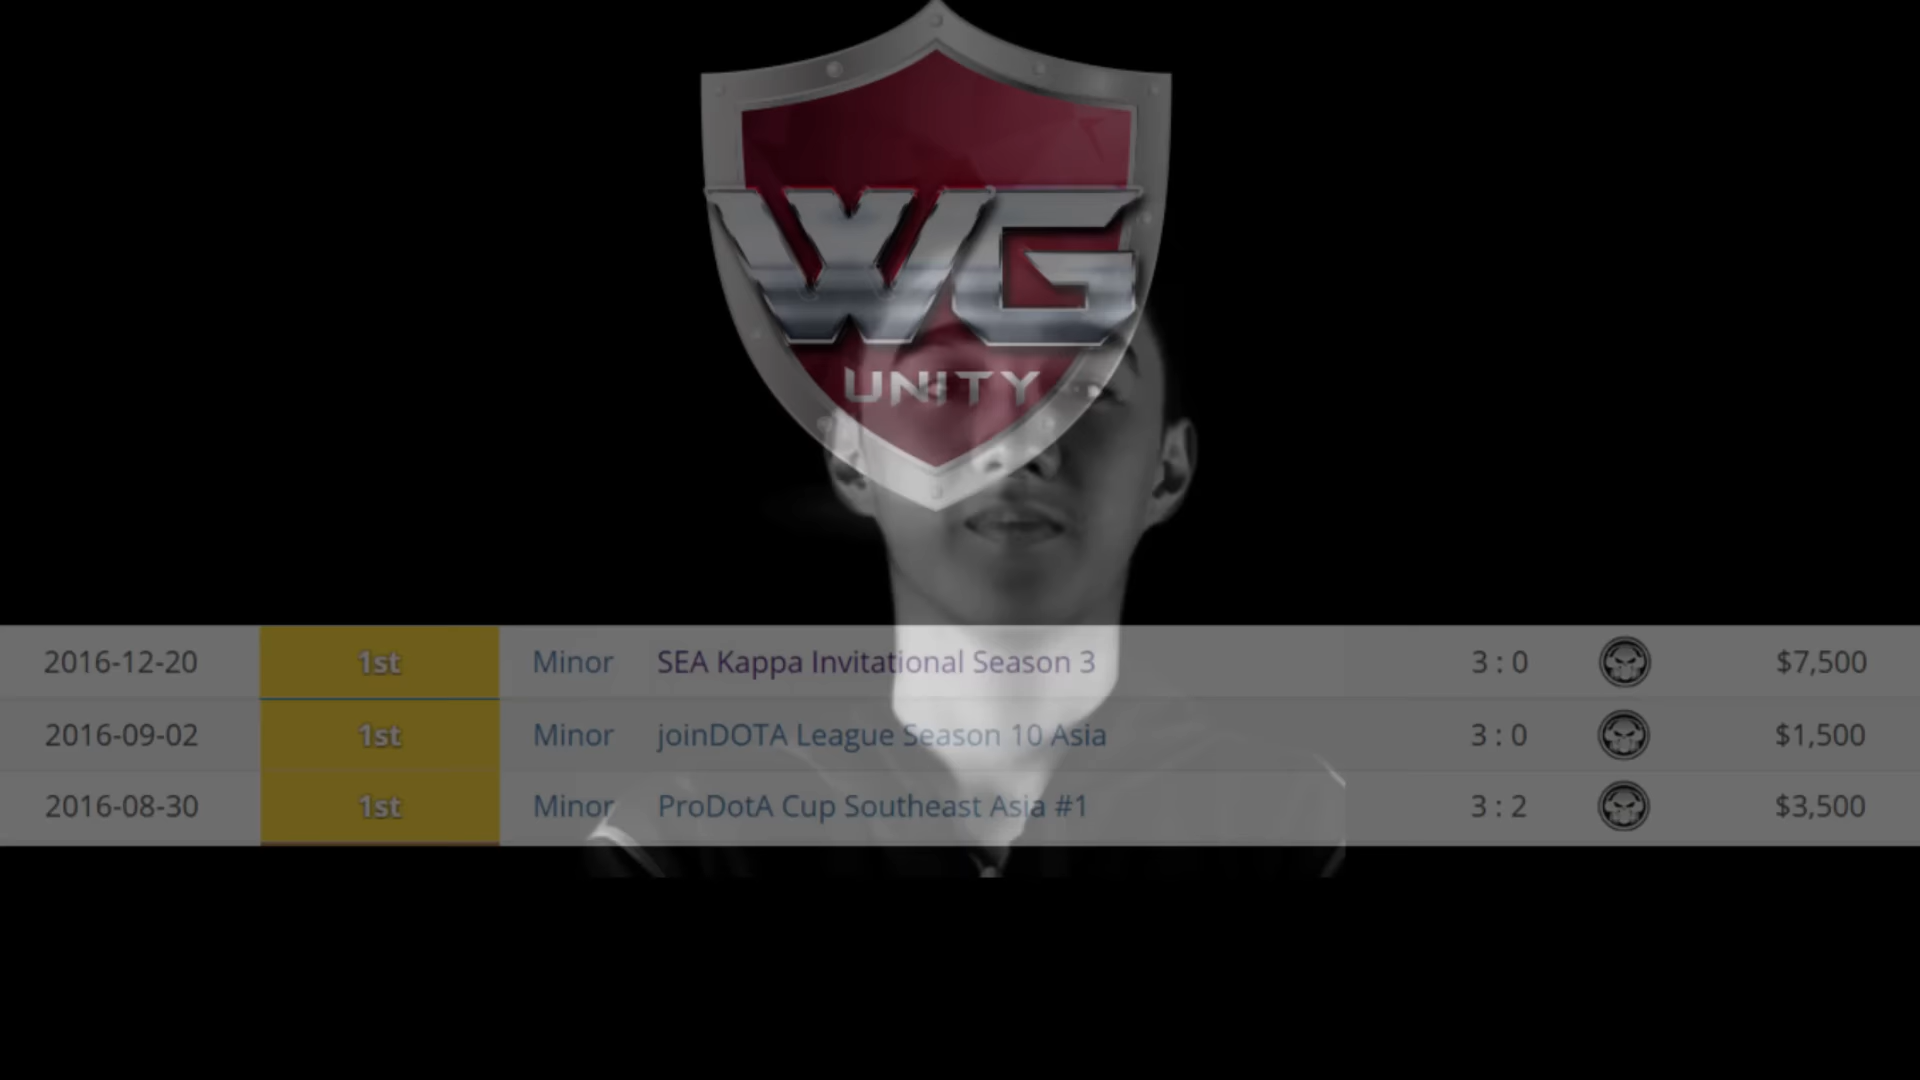 WG
UNITY
2016-12-20 1st Minor SEA Kappa Invitational Season 3 3 : 0 $7,500
2016-09-02 1st Minor joinDOTA League Season 10 Asia 3 : 0 $1,500
2016-08-30 1st Minor ProDotA Cup Southeast Asia #1 3 : 2 $3,500